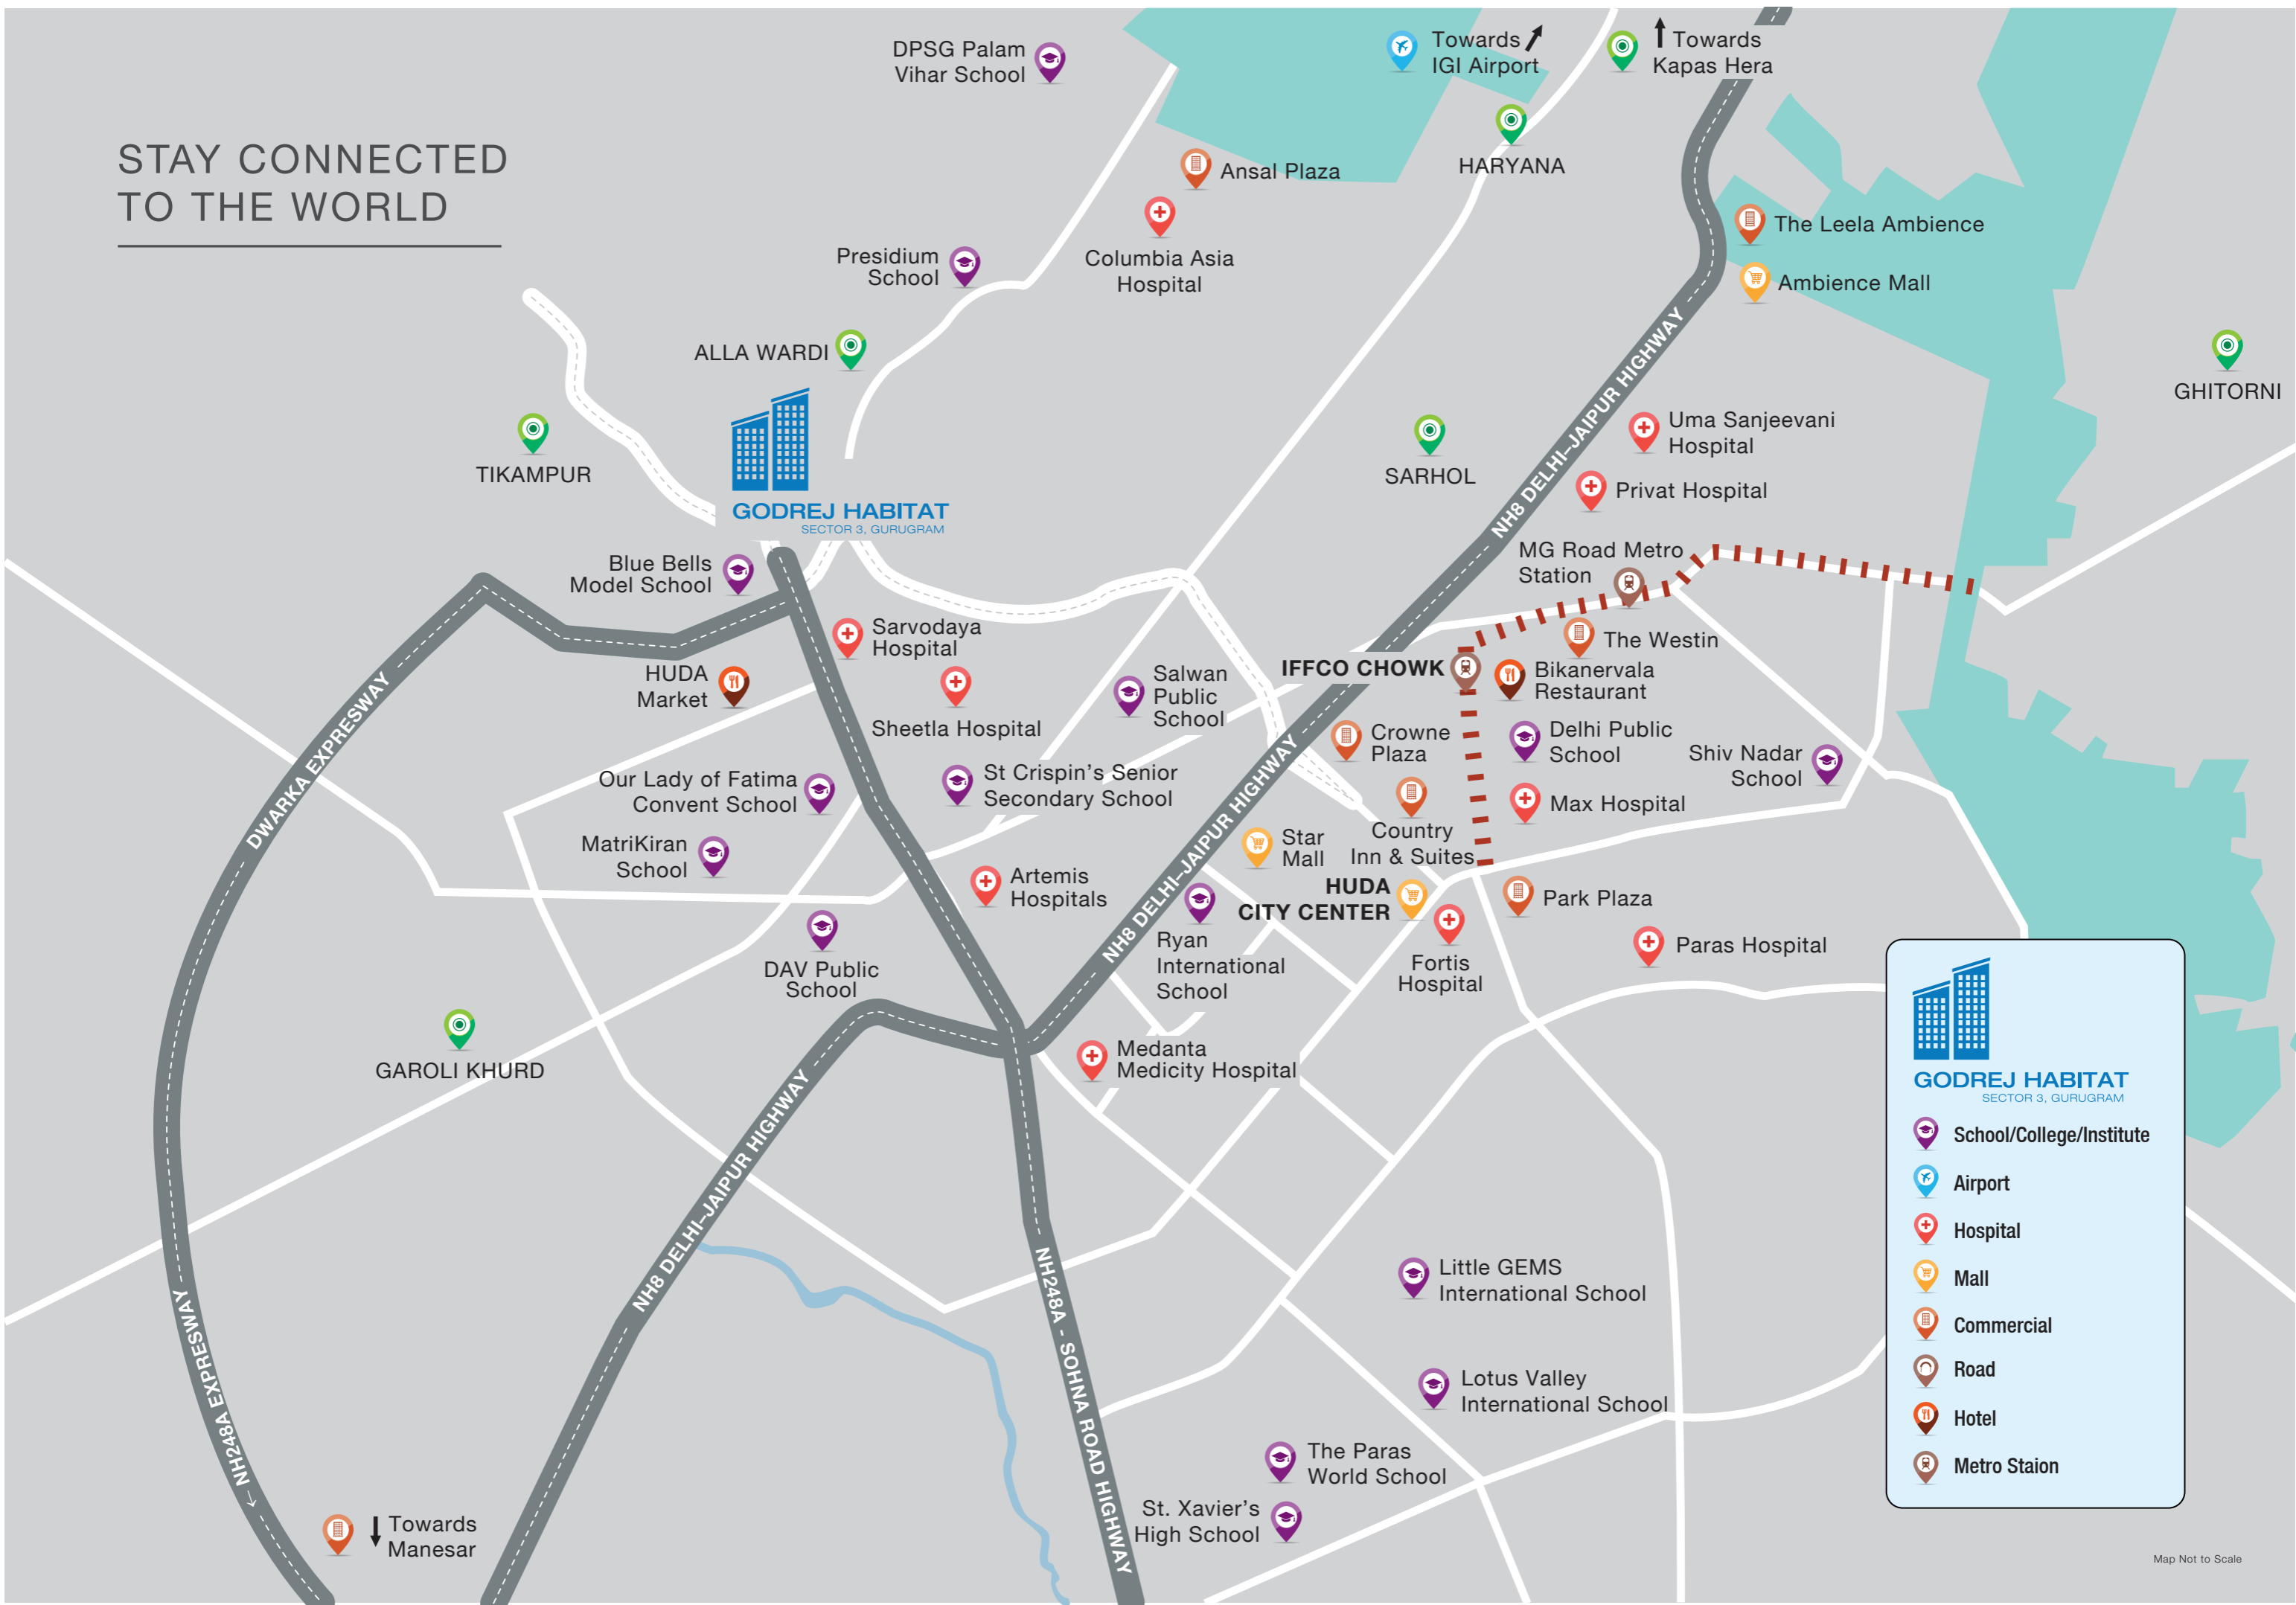 STAY CONNECTED
TO THE WORLD
DPSG Palam
Vihar School
Towards
IGI Airport
Towards
Kapas Hera
HARYANA
Ansal Plaza
Columbia Asia
Hospital
The Leela Ambience
Ambience Mall
Presidium
School
ALLA WARDI
GHITORNI
TIKAMPUR
GODREJ HABITAT
SECTOR 3, GURUGRAM
SARHOL
Uma Sanjeevani
Hospital
Privat Hospital
NH8 DELHI–JAIPUR HIGHWAY
MG Road Metro
Station
Blue Bells
Model School
Sarvodaya
Hospital
The Westin
IFFCO CHOWK
Bikanervala
Restaurant
HUDA
Market
Sheetla Hospital
Salwan
Public
School
Crowne
Plaza
Delhi Public
School
Shiv Nadar
School
DWARKA EXPRESWAY
Our Lady of Fatima
Convent School
St Crispin's Senior
Secondary School
Max Hospital
Country
Inn & Suites
Star
Mall
MatriKiran
School
Artemis
Hospitals
NH8 DELHI–JAIPUR HIGHWAY
HUDA
CITY CENTER
Park Plaza
Ryan
International
School
Fortis
Hospital
Paras Hospital
DAV Public
School
GAROLI KHURD
Medanta
Medicity Hospital
NH8 DELHI–JAIPUR HIGHWAY
NH248A - SOHNA ROAD HIGHWAY
NH248A EXPRESWAY
Little GEMS
International School
Lotus Valley
International School
The Paras
World School
St. Xavier's
High School
Towards
Manesar
GODREJ HABITAT
SECTOR 3, GURUGRAM
School/College/Institute
Airport
Hospital
Mall
Commercial
Road
Hotel
Metro Staion
Map Not to Scale